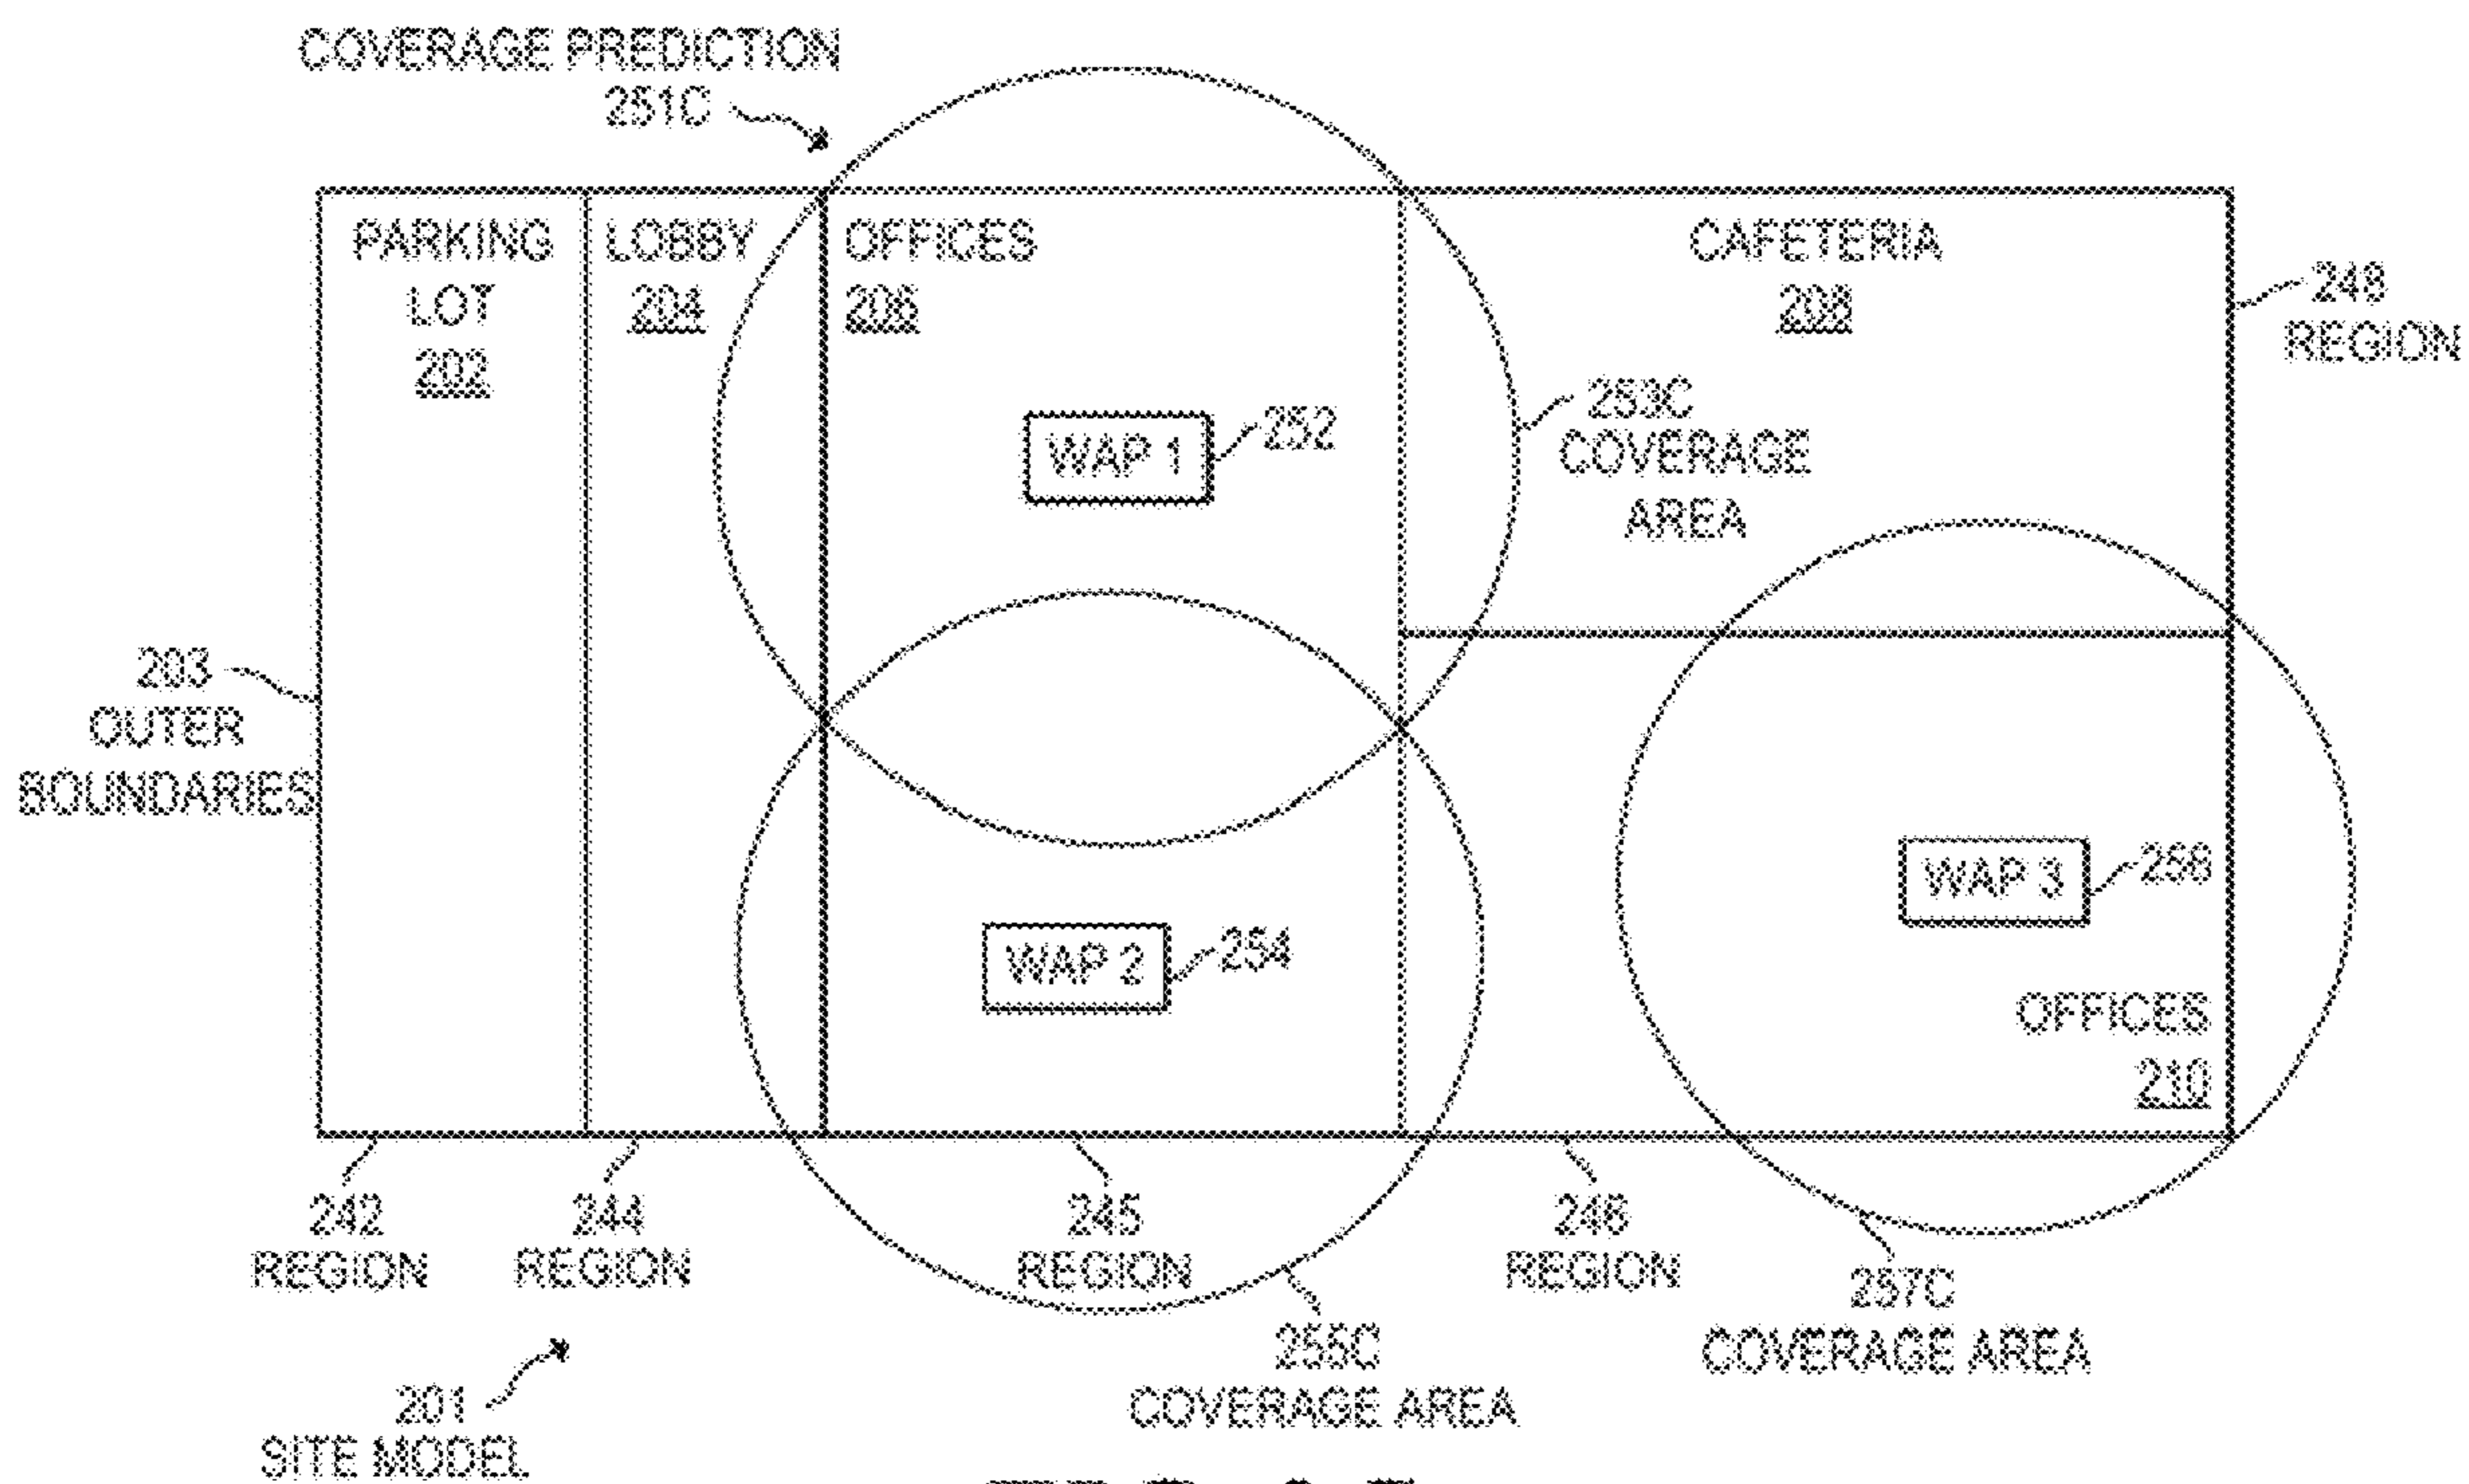 COVERAGE PREDICTION
251C
PARKING
LOT
202
LOBBY
204
OFFICES
206
CAFETERIA
208
248
REGION
WAP 1
252
253C
COVERAGE
AREA
203
OUTER
BOUNDARIES
WAP 2
254
WAP 3
256
OFFICES
210
242
REGION
244
REGION
245
REGION
246
REGION
257C
COVERAGE AREA
255C
COVERAGE AREA
201
SITE MODEL